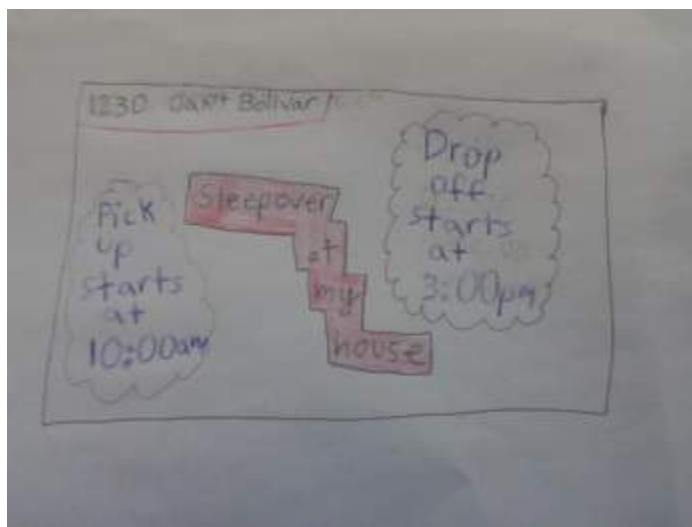 1230 Bolivar
Sleepover
at
my
house
Pick
up
starts
at
10:00am
Drop
off
starts
at
3:00pm